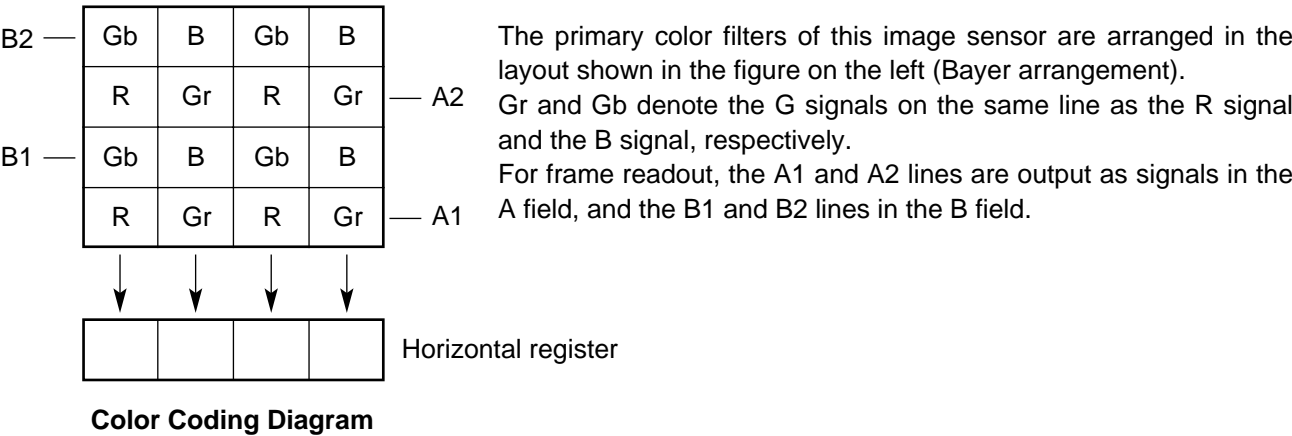 B2 Gb B Gb B
R Gr R Gr A2
B1 Gb B Gb B
R Gr R Gr A1
Horizontal register
Color Coding Diagram
The primary color filters of this image sensor are arranged in the
layout shown in the figure on the left (Bayer arrangement).
Gr and Gb denote the G signals on the same line as the R signal
and the B signal, respectively.
For frame readout, the A1 and A2 lines are output as signals in the
A field, and the B1 and B2 lines in the B field.